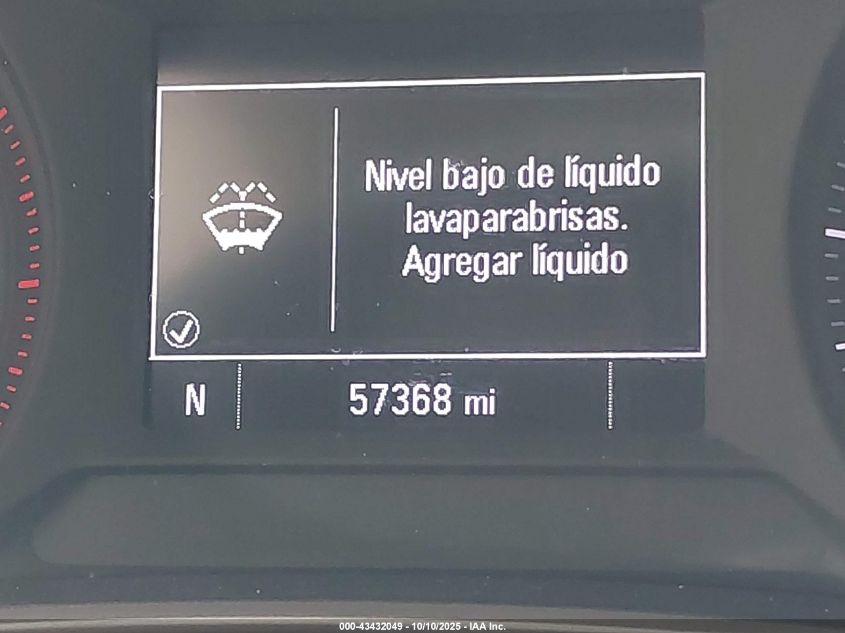 Nivel bajo de líquido
lavaparabrisas.
Agregar líquido
N 57368 mi
000-43432049 - 10/10/2025 - IAA Inc.